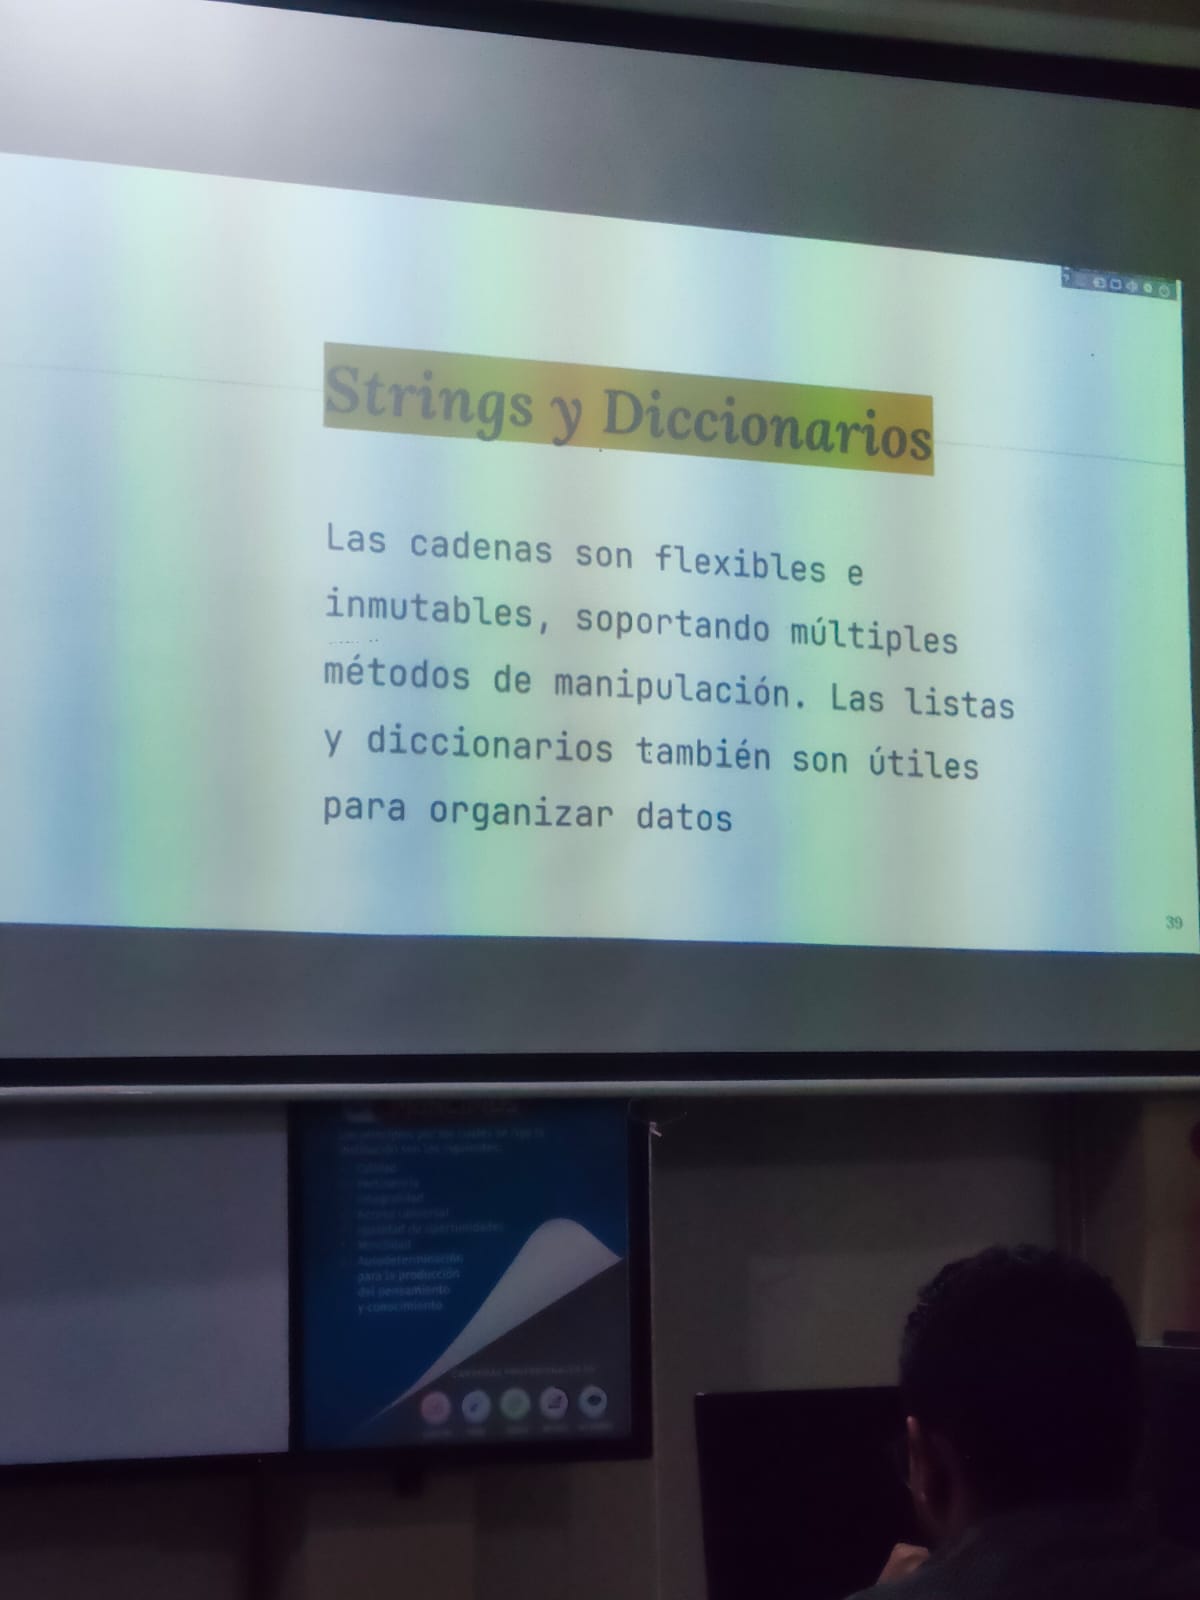 Strings y Diccionarios
Las cadenas son flexibles e
inmutables, soportando múltiples
métodos de manipulación. Las listas
y diccionarios también son útiles
para organizar datos
39
Calidad
Pertinencia
Integralidad
Acceso universal
Igualdad de oportunidades
Movilidad
Autodeterminación
para la producción
del pensamiento
y conocimiento